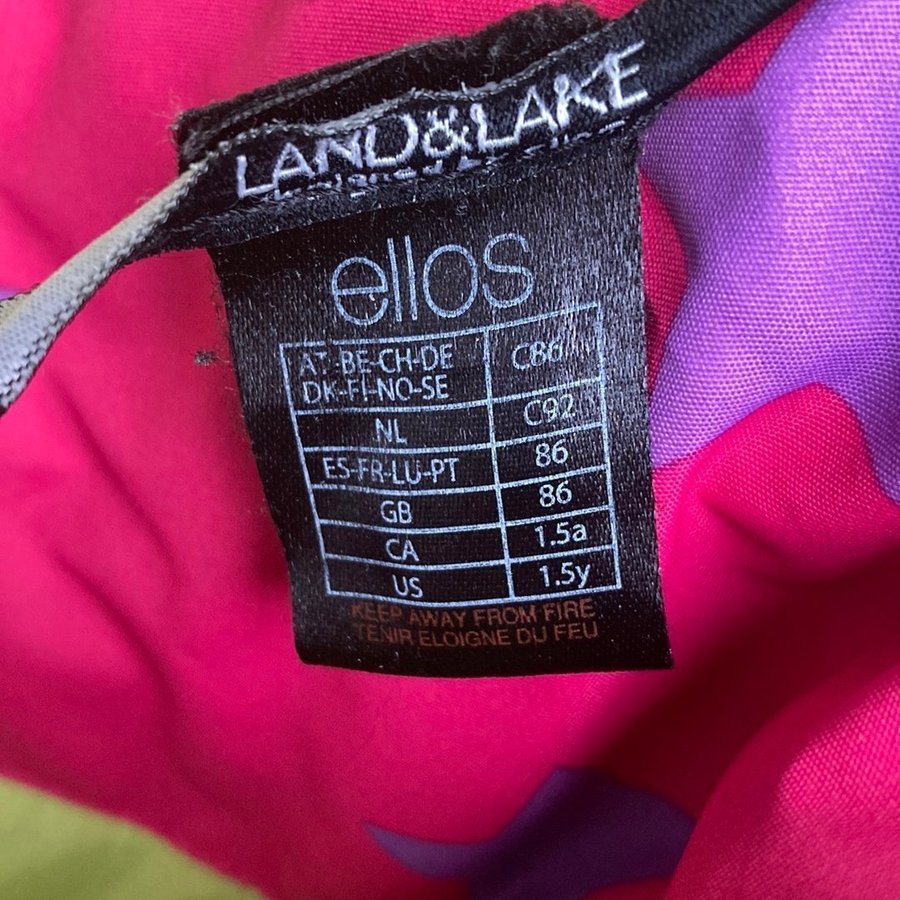 LAND&LAKE
ellos
AT-BE-CH-DE
DK-FI-NO-SE C86
NL C92
ES-FR-LU-PT 86
GB 86
CA 1.5a
US 1.5y
KEEP AWAY FROM FIRE
TENIR ELOIGNE DU FEU